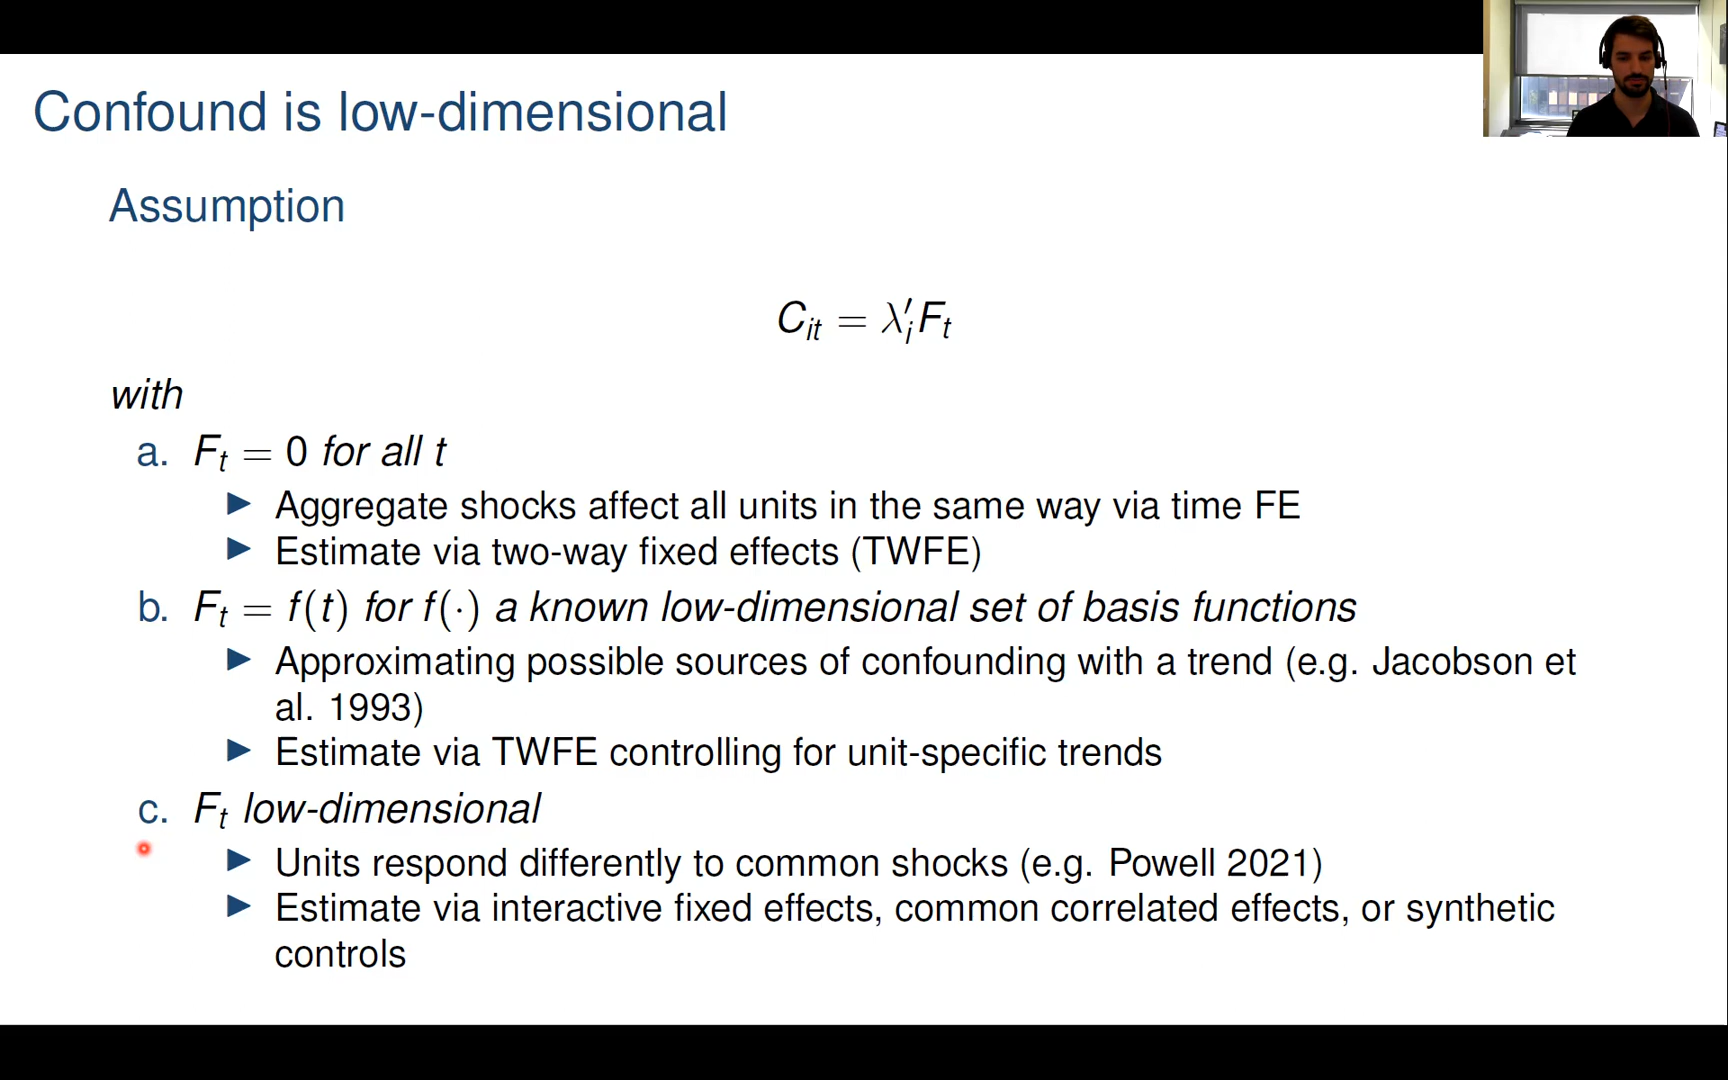 Confound is low-dimensional
Assumption
C_it = λ′_i F_t
with
a. F_t = 0 for all t
▶ Aggregate shocks affect all units in the same way via time FE
▶ Estimate via two-way fixed effects (TWFE)
b. F_t = f(t) for f(·) a known low-dimensional set of basis functions
▶ Approximating possible sources of confounding with a trend (e.g. Jacobson et
al. 1993)
▶ Estimate via TWFE controlling for unit-specific trends
c. F_t low-dimensional
▶ Units respond differently to common shocks (e.g. Powell 2021)
▶ Estimate via interactive fixed effects, common correlated effects, or synthetic
controls